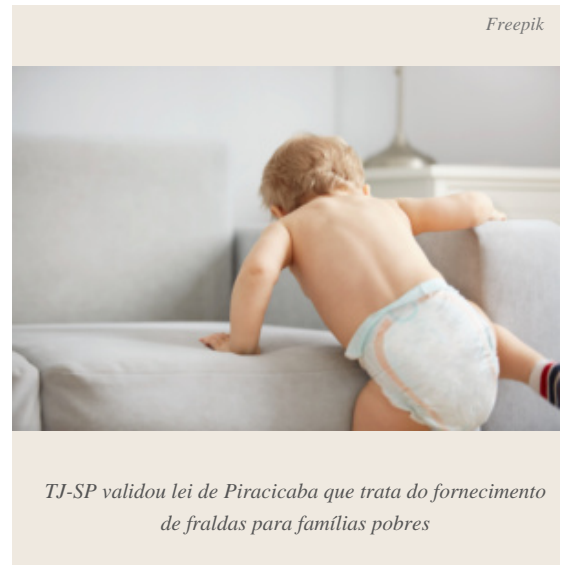 Freepik
TJ-SP validou lei de Piracicaba que trata do fornecimento
de fraldas para famílias pobres